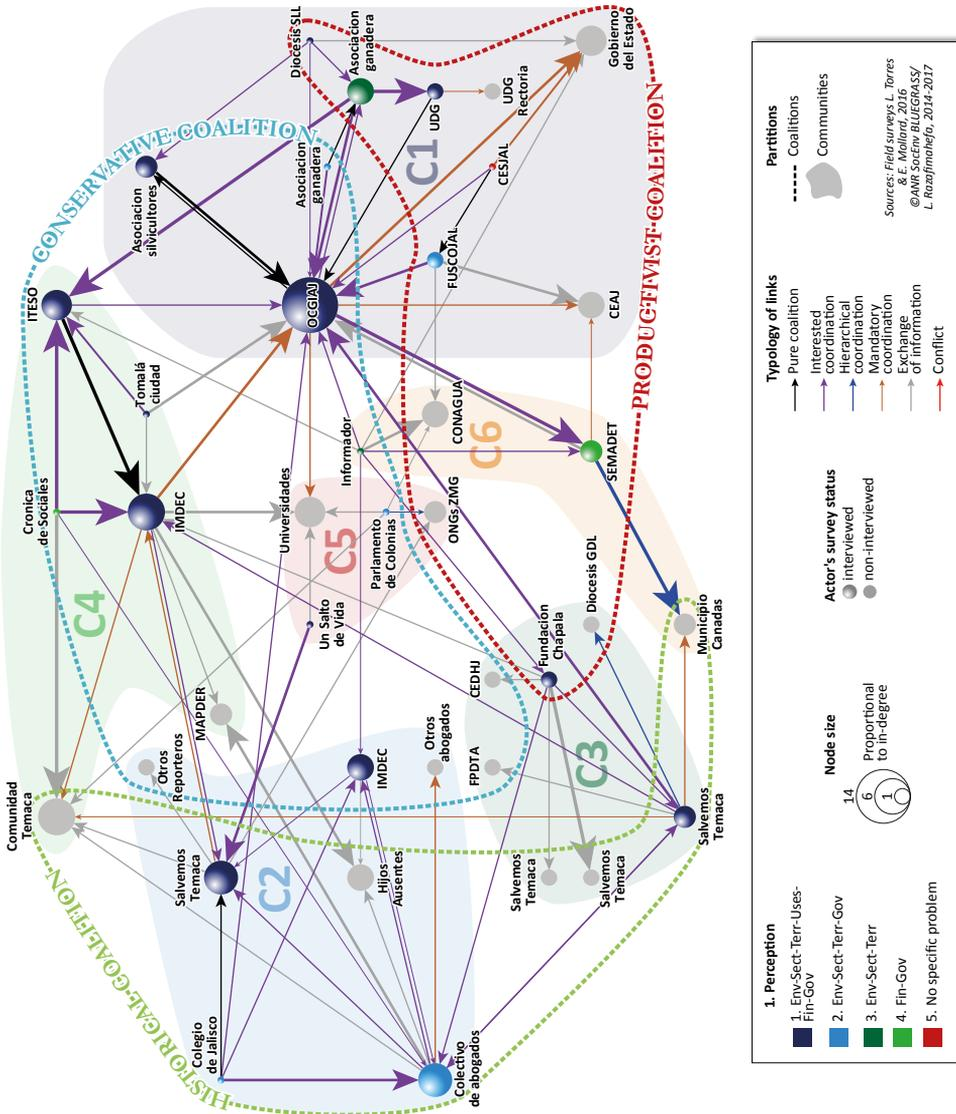 Diocesis SLL
Asociacion
ganadera
Gobierno
del Estado
UDG
UDG
Rectoria
CONSERVATIVE COALITION
Asociacion
silvicultores
Asociacion
ganadera
C1
CESJAL
PRODUCTIVIST COALITION
ITESO
OCGIAJ
FUSCOJAL
CEAJ
Tomalá
ciudad
Informador
CONAGUA
C6
SEMADET
Cronica
de Sociales
IMDEC
Universidades
C5
Parlamento
de Colonias
ONGs ZMG
C4
Un Salto
de Vida
Fundacion
Chapala
Diocesis GDL
Municipio
Canadas
MAPDER
CEDHJ
Otros
Reporteros
IMDEC
Otros
abogados
FPDTA
C3
Comunidad
Temaca
Salvemos
Temaca
Salvemos
Temaca
C2
Hijos
Ausentes
Salvemos
Temaca
Salvemos
Temaca
HISTORICAL COALITION
Colegio
de Jalisco
Colectivo
de abogados
1. Perception
1. Env-Sect-Terr-Uses-
Fin-Gov
2. Env-Sect-Terr-Gov
3. Env-Sect-Terr
4. Fin-Gov
5. No specific problem
Node size
14
6
1
Proportional
to in-degree
Actor's survey status
interviewed
non-interviewed
Typology of links
Pure coalition
Interested
coordination
Hierarchical
coordination
Mandatory
coordination
Exchange
of information
Conflict
Partitions
Coalitions
Communities
Sources: Field surveys L. Torres
& E. Mollard, 2016
©ANR SocEnv BLUEGRASS/
L. Razafimahefa, 2014-2017